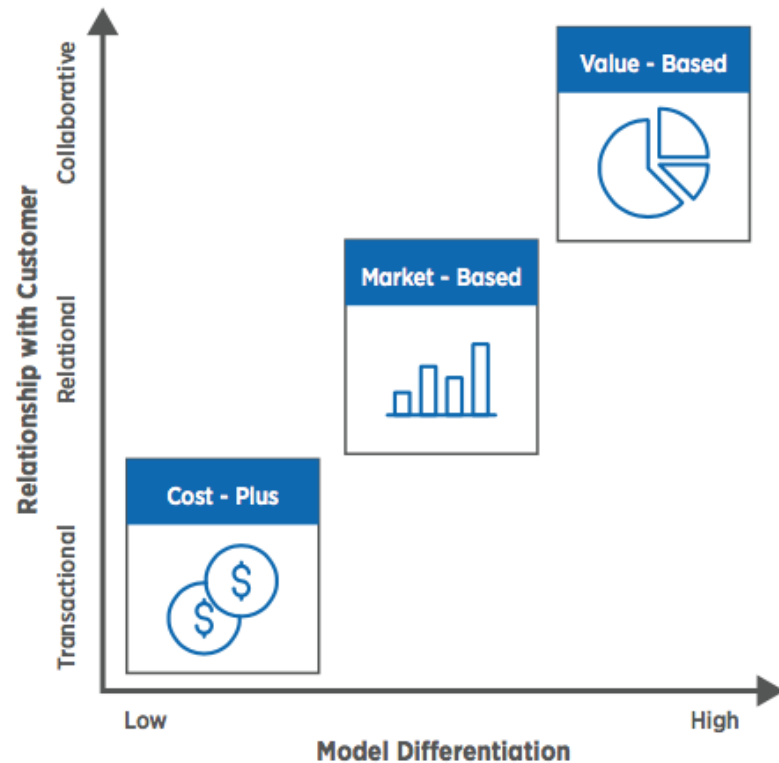 Value - Based
Collaborative
Market - Based
Relationship with Customer
Relational
Cost - Plus
$
$
Transactional
Low
High
Model Differentiation